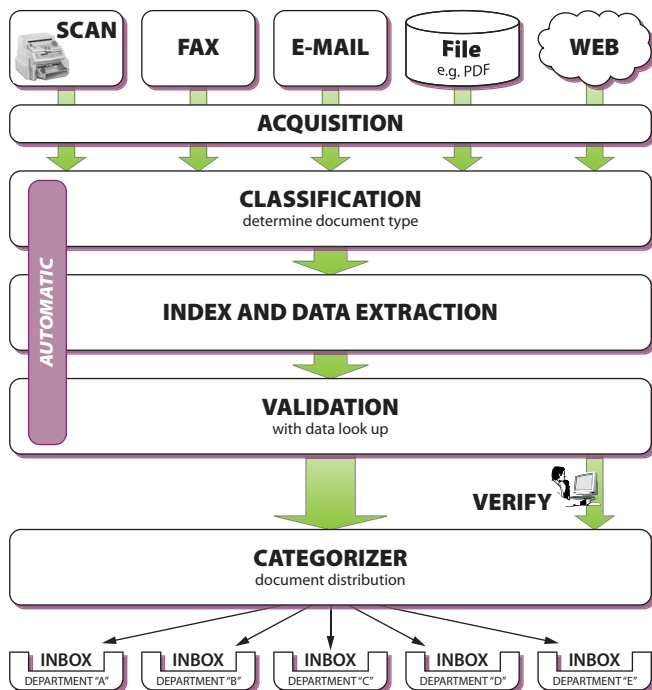 SCAN
FAX
E-MAIL
File
e.g. PDF
WEB
ACQUISITION
CLASSIFICATION
determine document type
AUTOMATIC
INDEX AND DATA EXTRACTION
VALIDATION
with data look up
VERIFY
CATEGORIZER
document distribution
INBOX
DEPARTMENT "A"
INBOX
DEPARTMENT "B"
INBOX
DEPARTMENT "C"
INBOX
DEPARTMENT "D"
INBOX
DEPARTMENT "E"